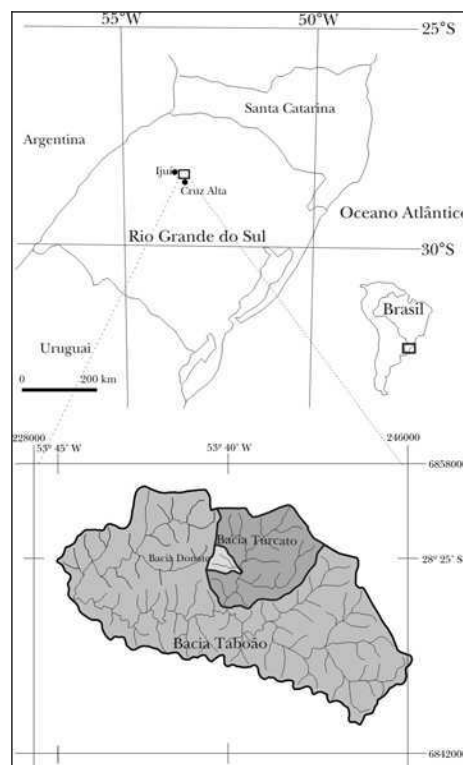 55°W
50°W
25°S
Santa Catarina
Argentina
Ijuí
Cruz Alta
Oceano Atlântico
Rio Grande do Sul
30°S
Brasil
Uruguai
0
200 km
228000
53° 45' W
53° 40' W
240000
6858000
Bacia Turcato
Bacia Donato
28° 25' S
Bacia Taboão
6842000